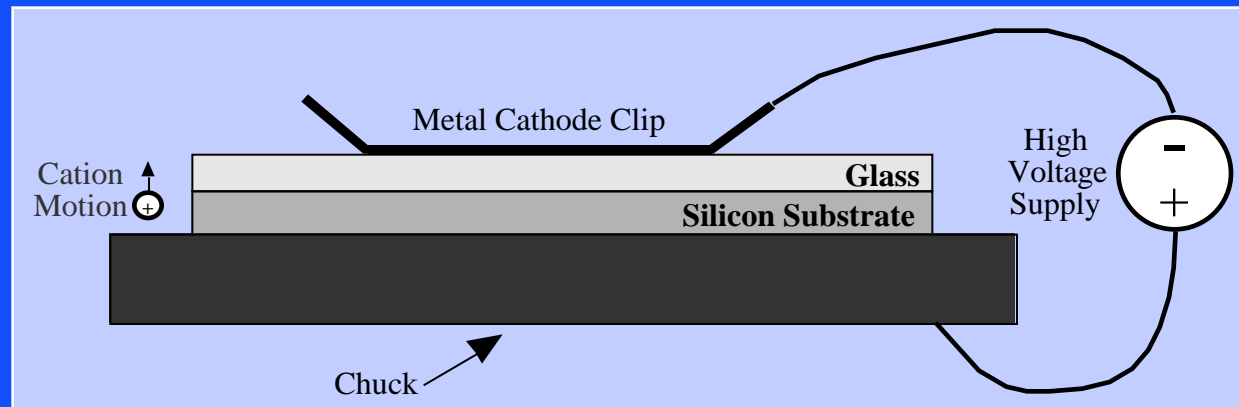 Metal Cathode Clip
Cation
Motion
+
Glass
Silicon Substrate
High
Voltage
Supply
-
+
Chuck